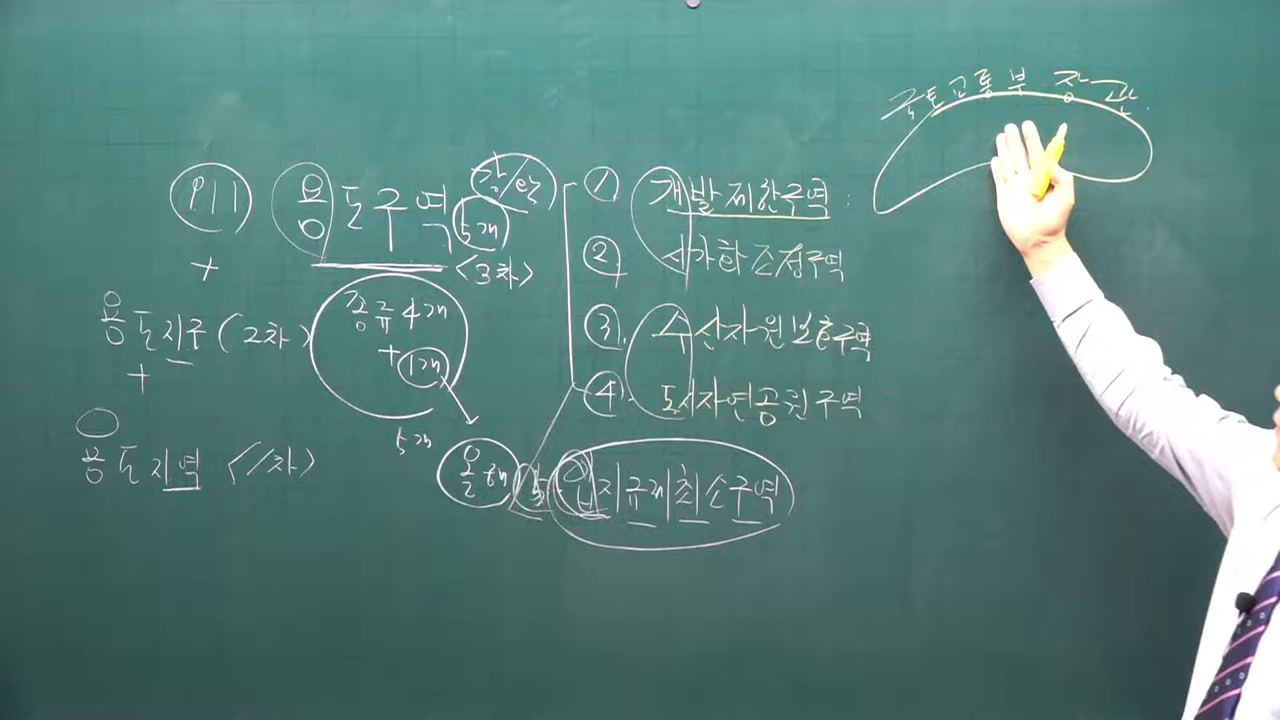 국토교통부 장관.
용도구역
5개
<3차>
+
용도지구 (2차)
+
용도지역 <1차>
종류 4개
+ 1개
5개
① 개발제한구역 :
② 시가화조정구역
③. 수산자원보호구역
④. 도시자연공원구역
입지규제최소구역